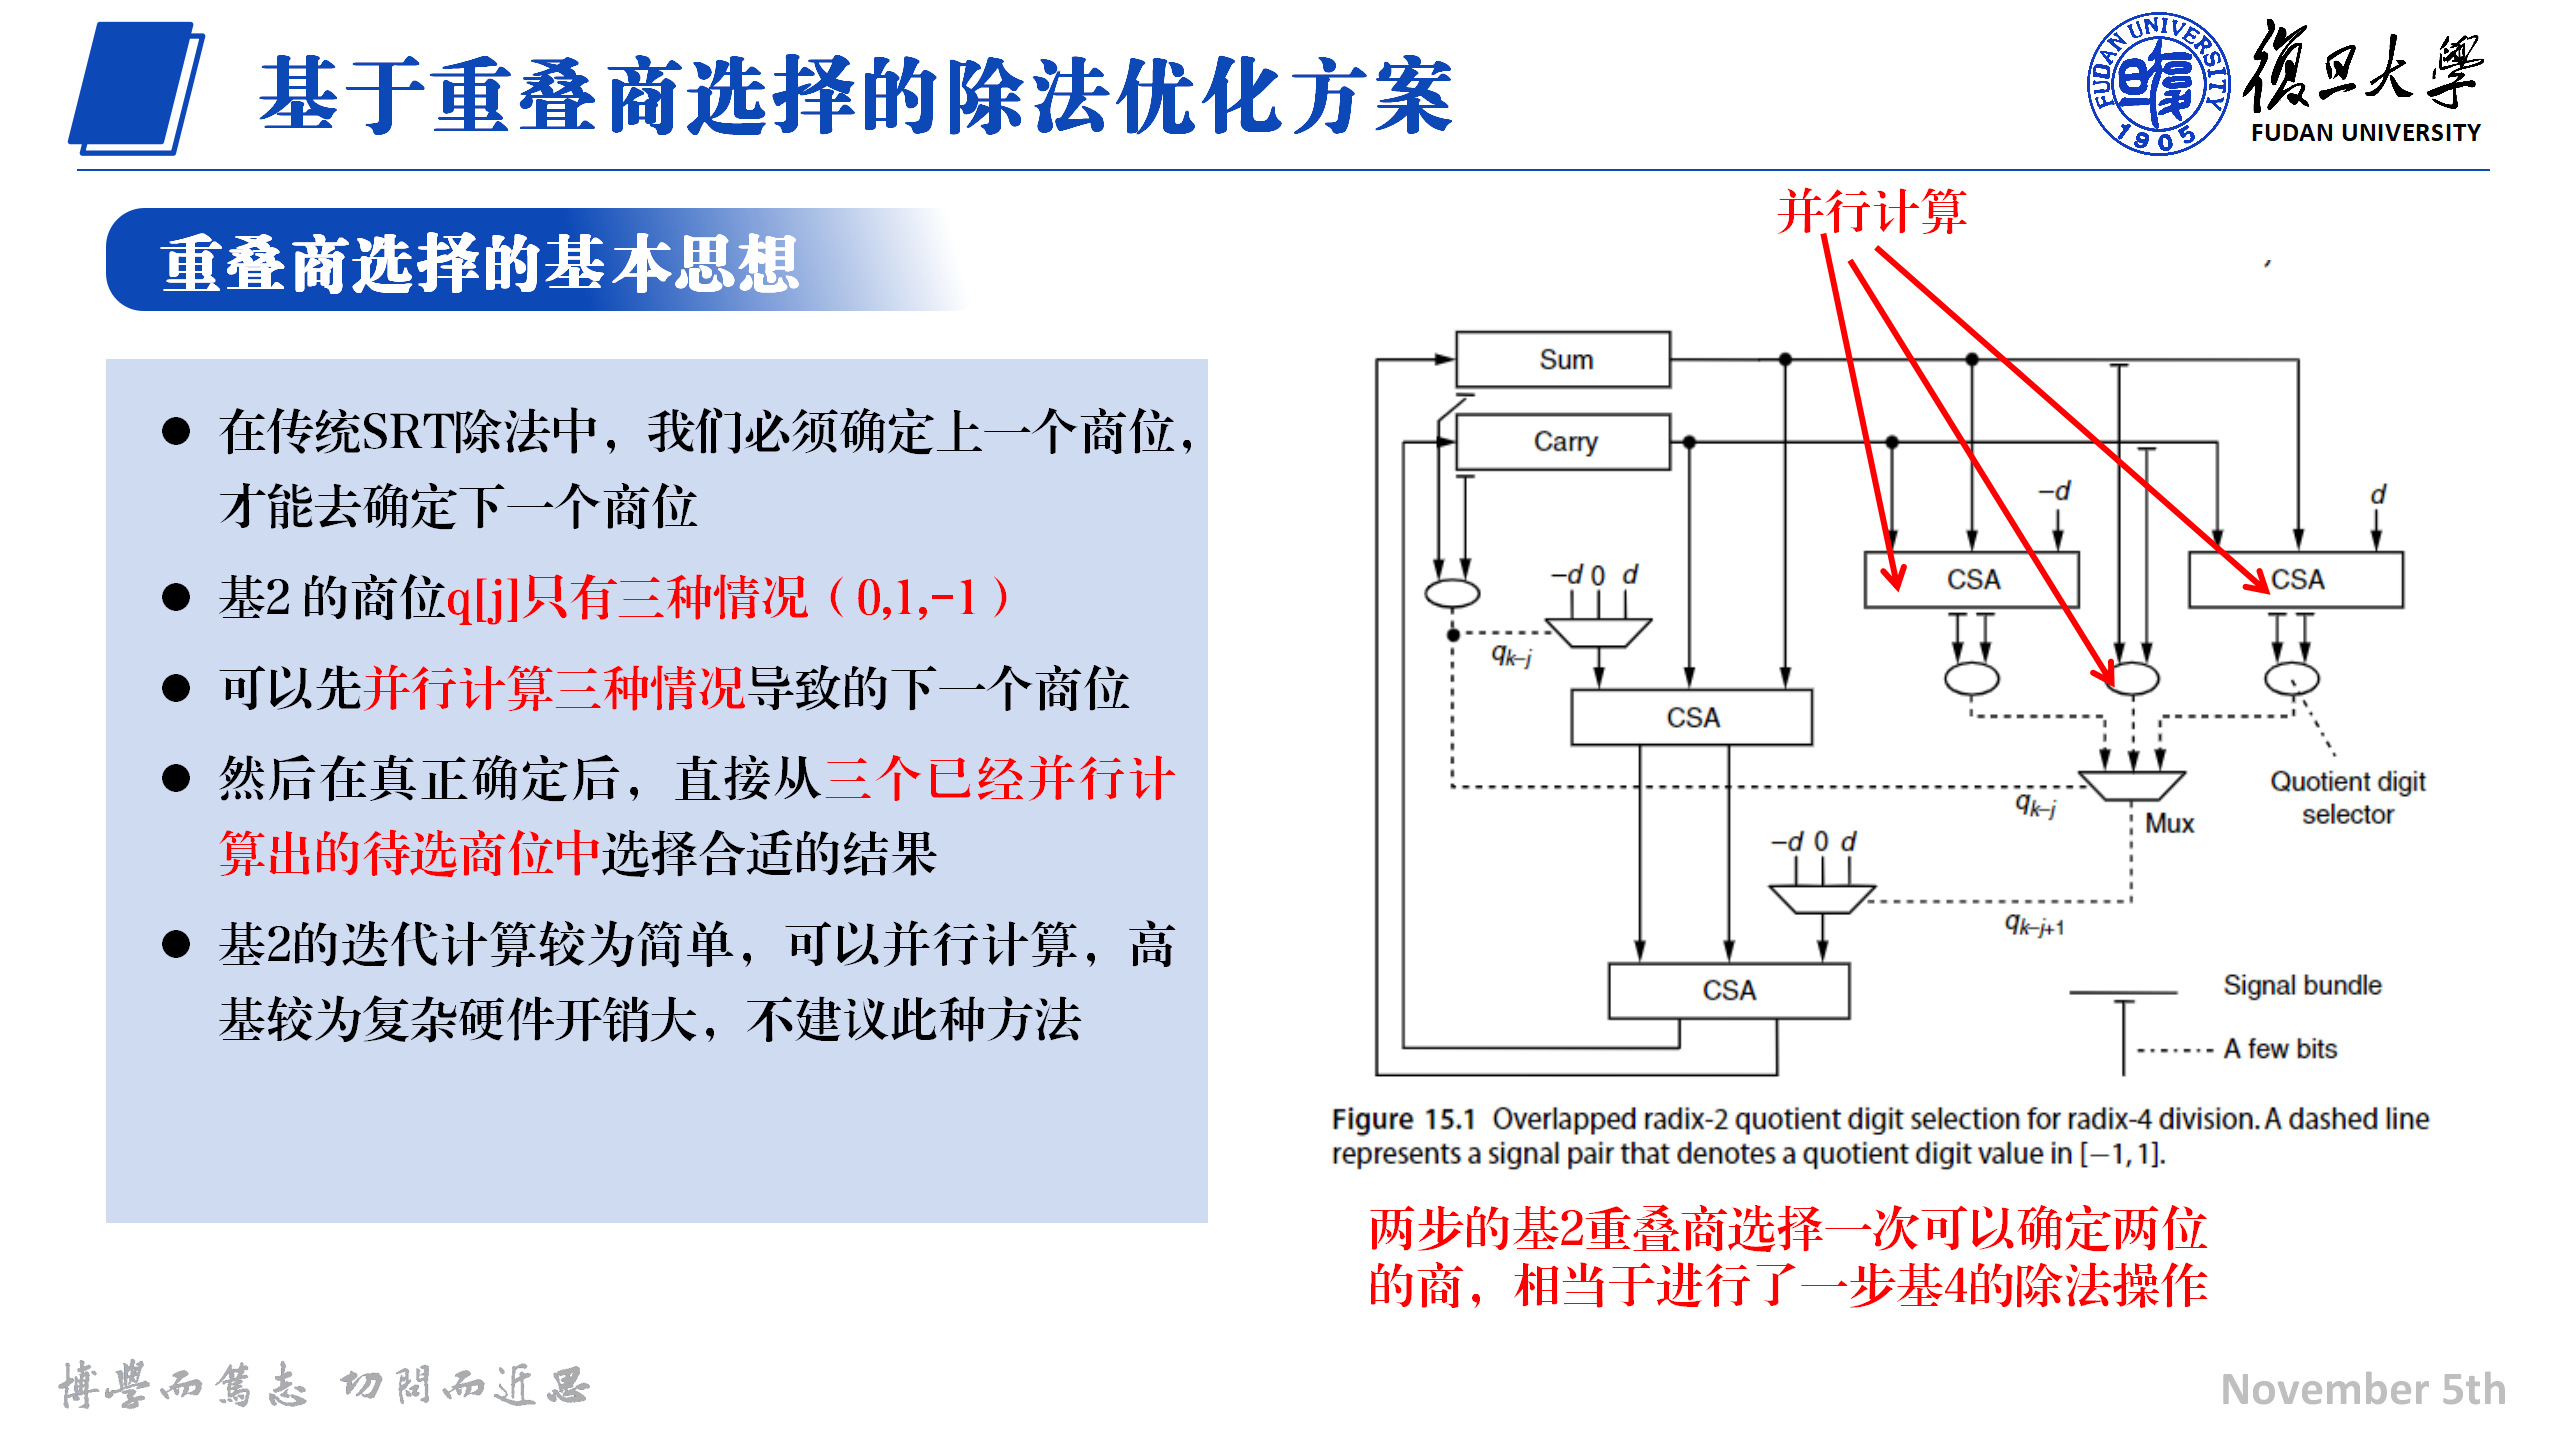 基于重叠商选择的除法优化方案
FUDAN UNIVERSITY
1905
復旦大學
FUDAN UNIVERSITY
重叠商选择的基本思想
● 在传统SRT除法中，我们必须确定上一个商位，
才能去确定下一个商位
● 基2 的商位q[j]只有三种情况（0,1,-1）
● 可以先并行计算三种情况导致的下一个商位
● 然后在真正确定后，直接从三个已经并行计
算出的待选商位中选择合适的结果
● 基2的迭代计算较为简单，可以并行计算，高
基较为复杂硬件开销大，不建议此种方法
并行计算
Sum
Carry
–d
d
–d 0 d
CSA
CSA
q k–j
CSA
q k–j
Mux
Quotient digit
selector
–d 0 d
q k–j+1
CSA
Signal bundle
A few bits
Figure 15.1 Overlapped radix-2 quotient digit selection for radix-4 division. A dashed line
represents a signal pair that denotes a quotient digit value in [–1, 1].
两步的基2重叠商选择一次可以确定两位
的商，相当于进行了一步基4的除法操作
博學而篤志 切問而近思
November 5th